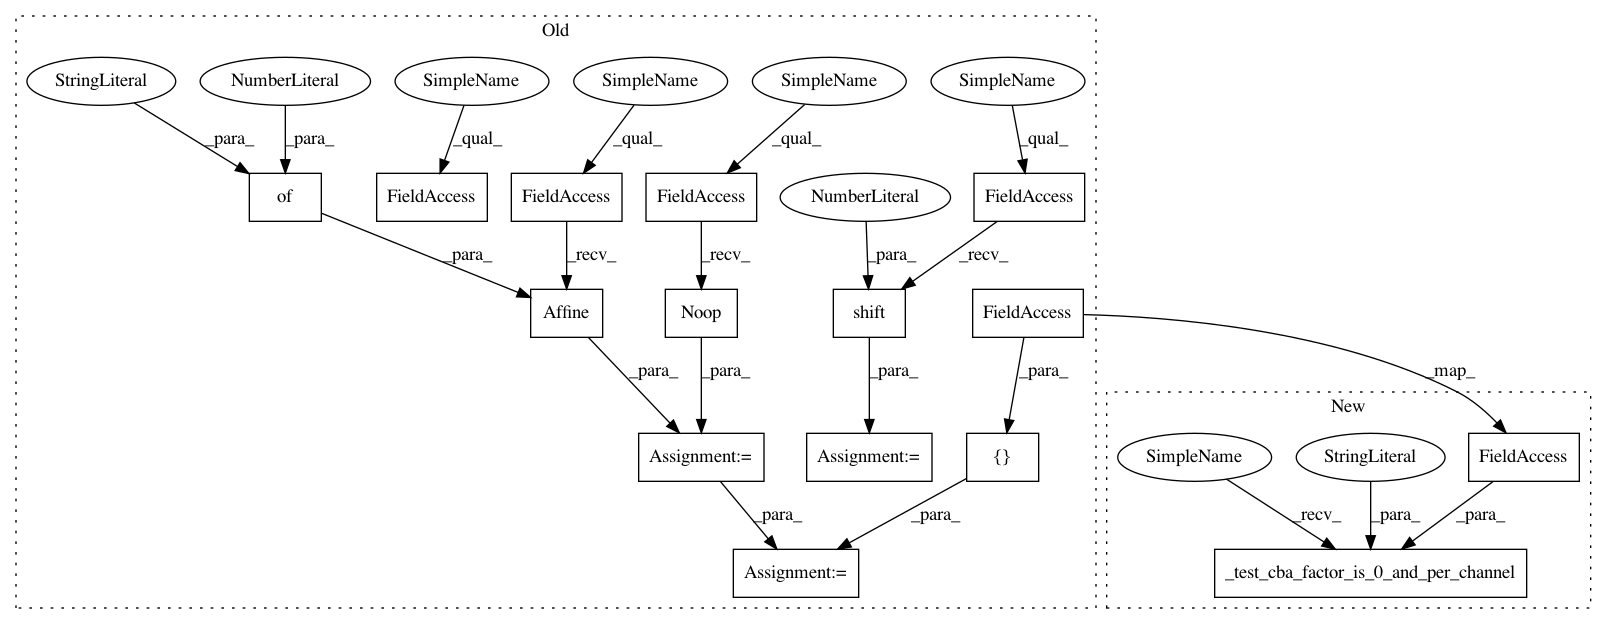 Old
StringLiteral
NumberLiteral
SimpleName
SimpleName
SimpleName
SimpleName
_para_
_para_
_qual_
_qual_
_qual_
_qual_
of
FieldAccess
FieldAccess
FieldAccess
NumberLiteral
FieldAccess
_para_
_recv_
_recv_
_para_
_recv_
Affine
Noop
shift
FieldAccess
_para_
_para_
_para_
_para_
_map_
New
Assignment:=
Assignment:=
{}
SimpleName
StringLiteral
FieldAccess
_para_
_para_
_recv_
_para_
_para_
Assignment:=
_test_cba_factor_is_0_and_per_channel